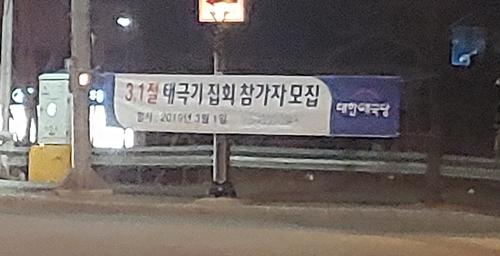 3.1절 태극기 집회 참가자 모집
일시 : 2019년 3월 1일
대한애국당